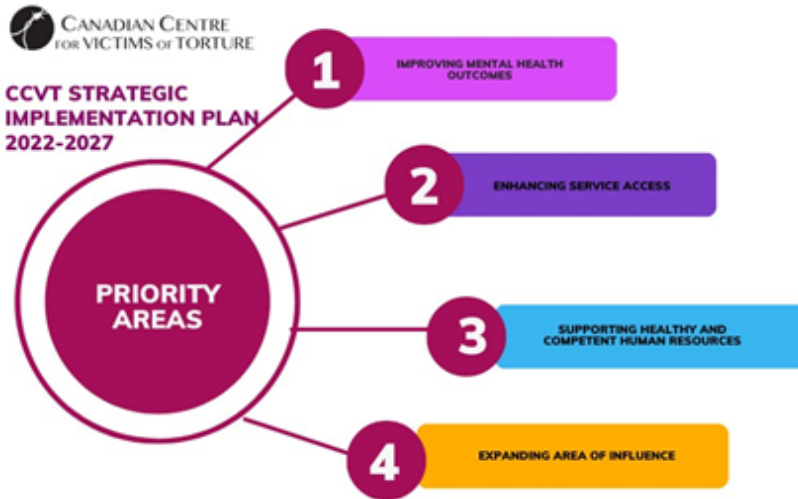 CANADIAN CENTRE
FOR VICTIMS OF TORTURE
CCVT STRATEGIC
IMPLEMENTATION PLAN
2022-2027
PRIORITY
AREAS
1
IMPROVING MENTAL HEALTH
OUTCOMES
2
ENHANCING SERVICE ACCESS
3
SUPPORTING HEALTHY AND
COMPETENT HUMAN RESOURCES
4
EXPANDING AREA OF INFLUENCE